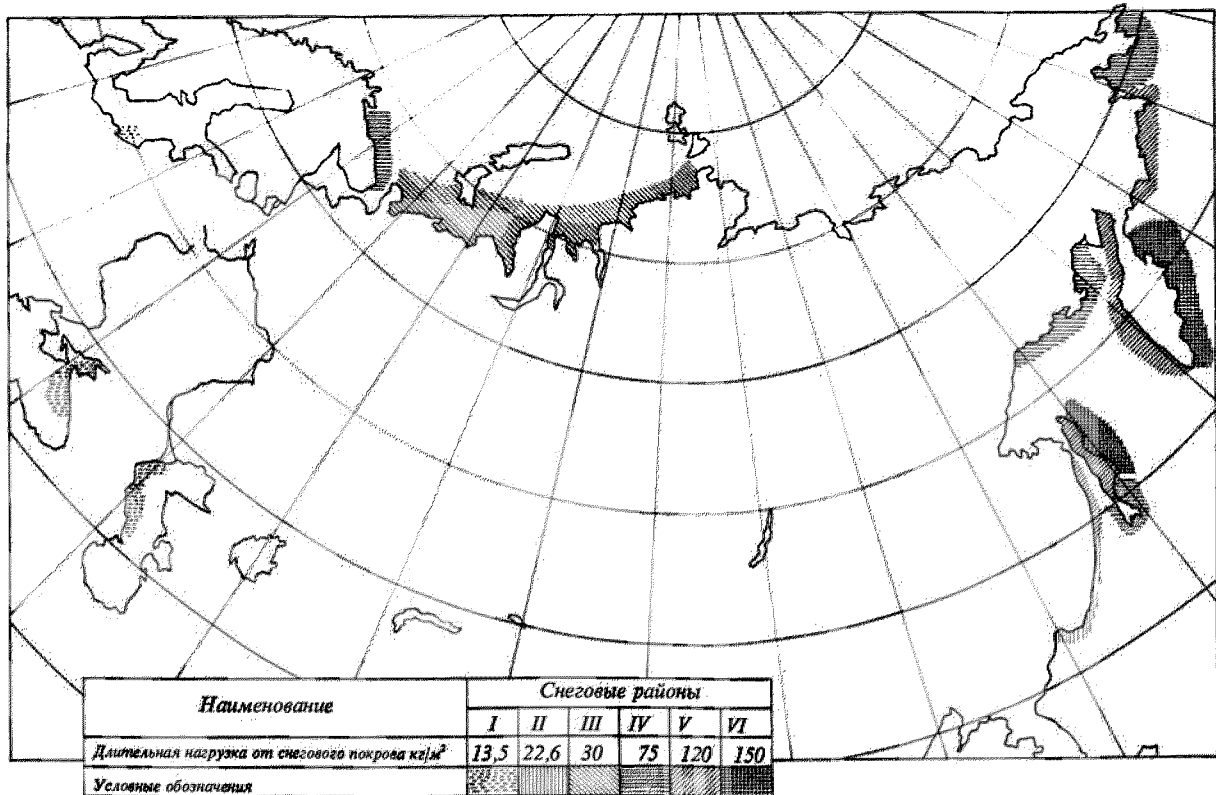 Наименование
Снеговые районы
I II III IV V VI
Длительная нагрузка от снегового покрова кг/м² 13,5 22,6 30 75 120 150
Условные обозначения